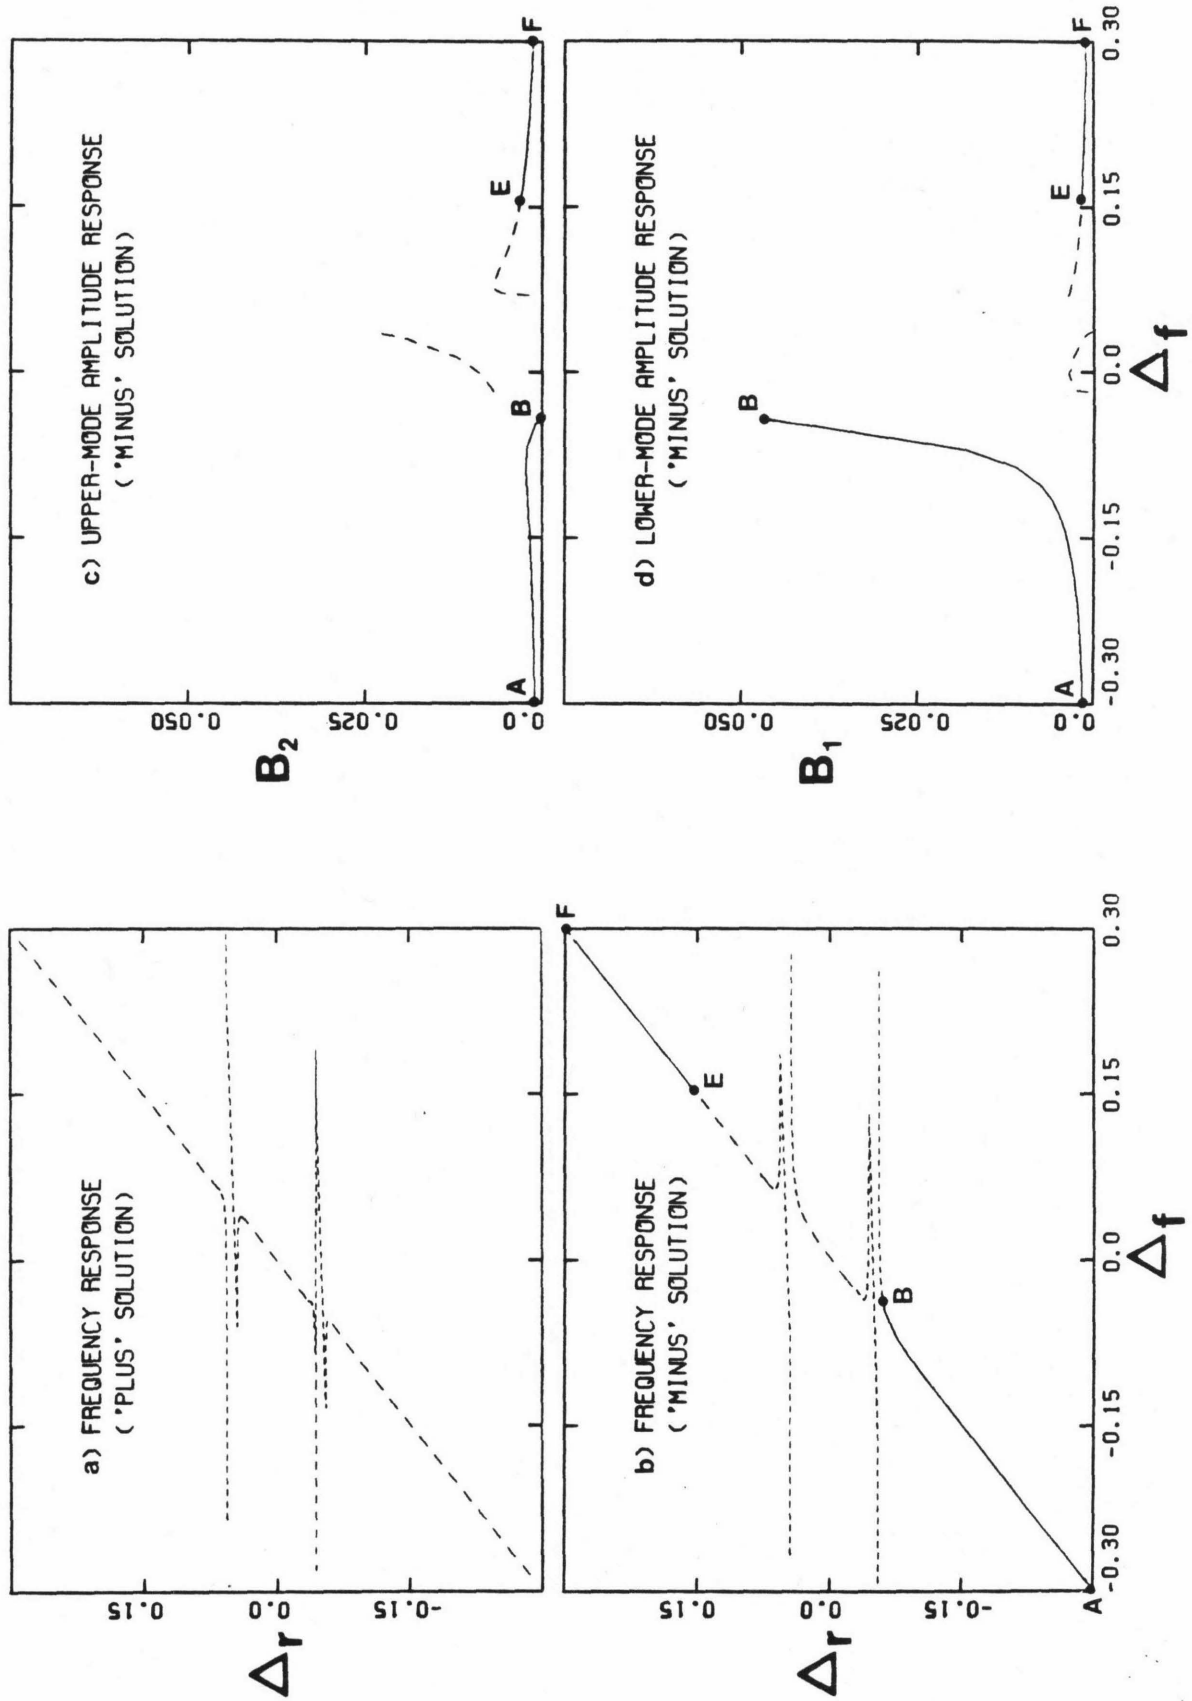 a) FREQUENCY RESPONSE
('PLUS' SOLUTION)
Δr
0.15
0.0
-0.15
b) FREQUENCY RESPONSE
('MINUS' SOLUTION)
Δr
0.15
0.0
-0.15
A
B
E
F
-0.30
-0.15
0.0
0.15
0.30
Δf
c) UPPER-MODE AMPLITUDE RESPONSE
('MINUS' SOLUTION)
B2
0.050
0.025
0.0
A
B
E
F
d) LOWER-MODE AMPLITUDE RESPONSE
('MINUS' SOLUTION)
B1
0.050
0.025
0.0
A
B
E
F
-0.30
-0.15
0.0
0.15
0.30
Δf